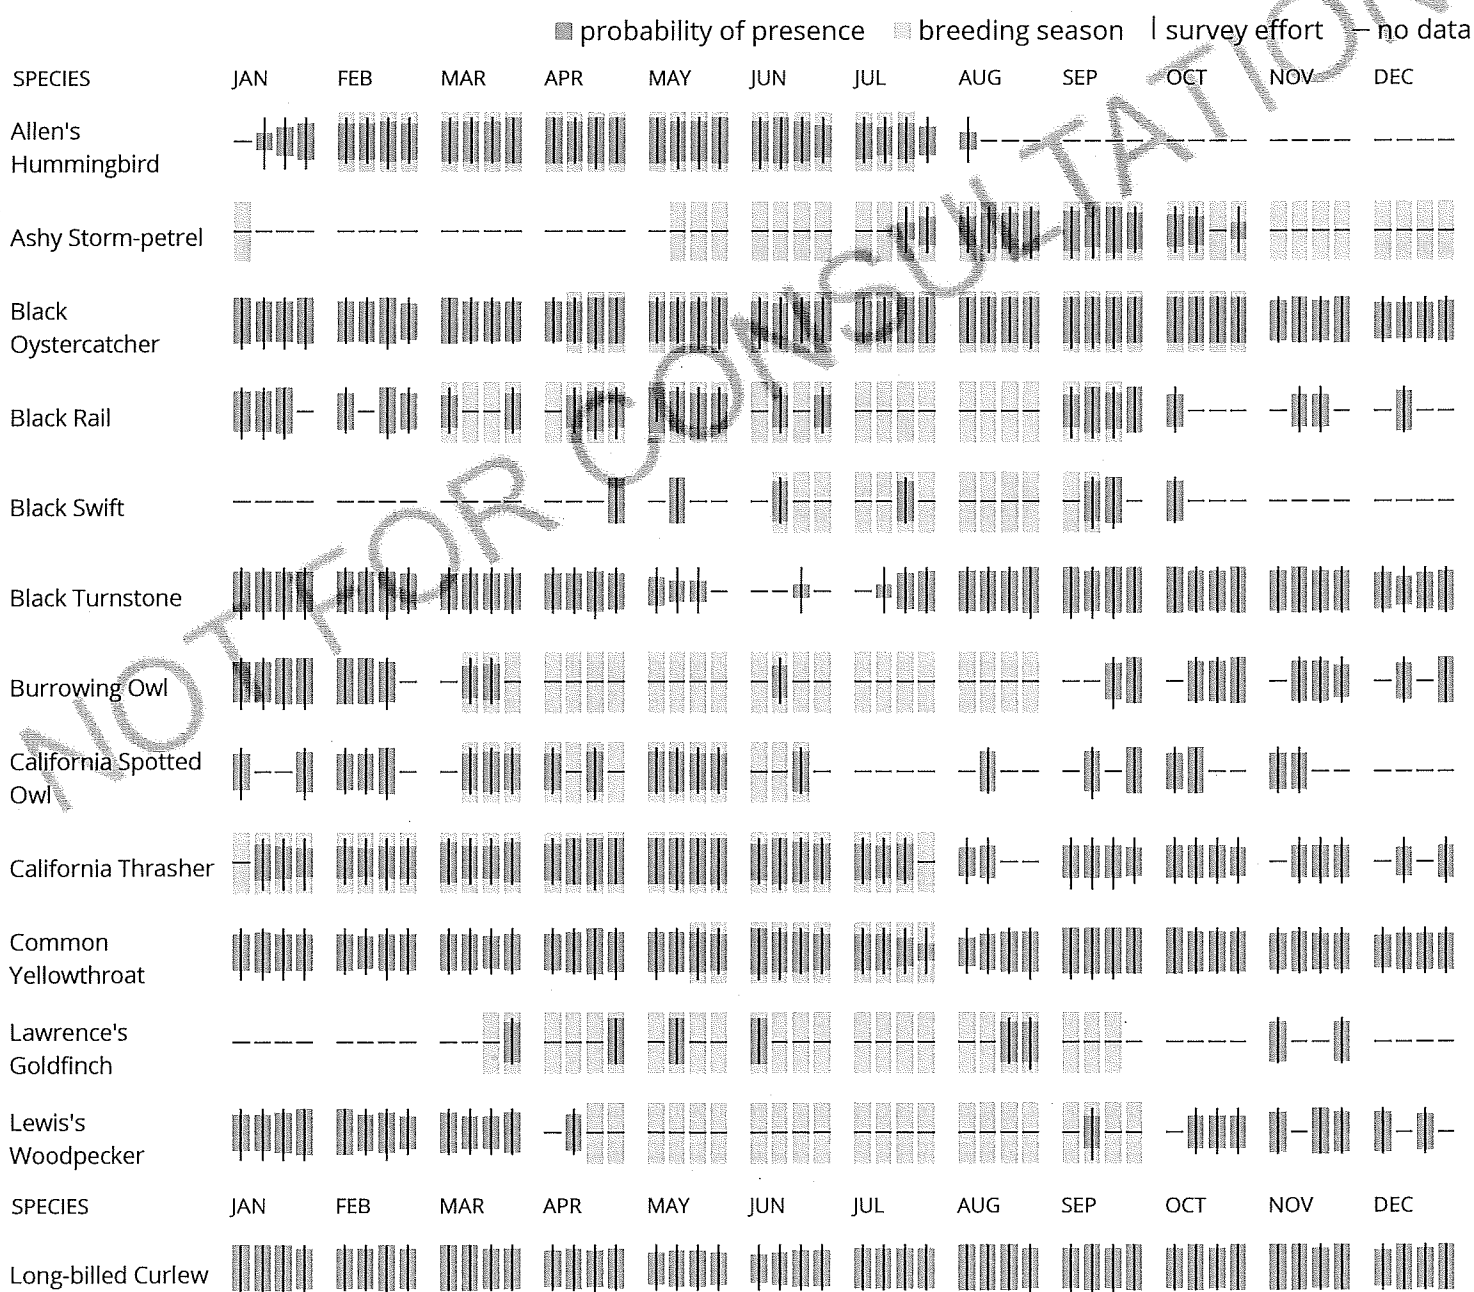 probability of presence breeding season survey effort no data
SPECIES JAN FEB MAR APR MAY JUN JUL AUG SEP OCT NOV DEC
Allen's
Hummingbird
Ashy Storm-petrel
Black
Oystercatcher
Black Rail
Black Swift
Black Turnstone
Burrowing Owl
California Spotted
Owl
California Thrasher
Common
Yellowthroat
Lawrence's
Goldfinch
Lewis's
Woodpecker
SPECIES JAN FEB MAR APR MAY JUN JUL AUG SEP OCT NOV DEC
Long-billed Curlew
NOT FOR CONSULTATION